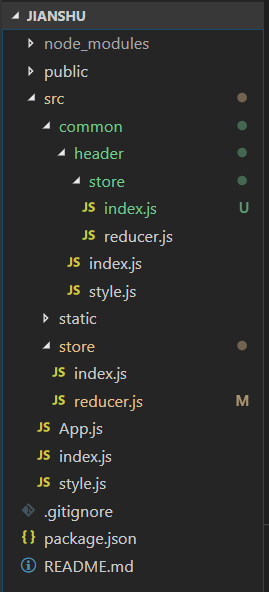 JIANSHU
node_modules
public
src
common
header
store
JS index.js U
JS reducer.js
JS index.js
JS style.js
static
store
JS index.js
JS reducer.js M
JS App.js
JS index.js
JS style.js
.gitignore
{} package.json
README.md